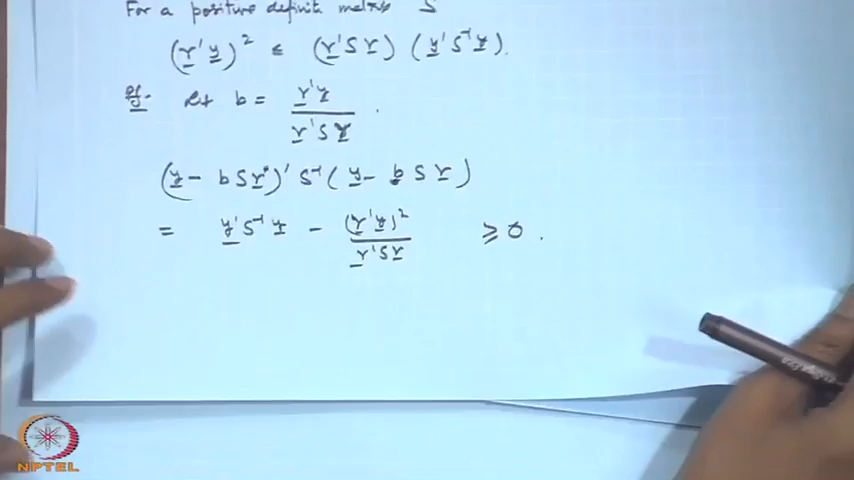 For a positive definite matrix S
(r'y)² ≤ (r'Sr) (y'S⁻¹y).
Pf. Let b = r'y / r'Sr .
(y - bSr)' S⁻¹ (y - bSr)
= y'S⁻¹y - (r'y)² / r'Sr ≥ 0 .
NPTEL